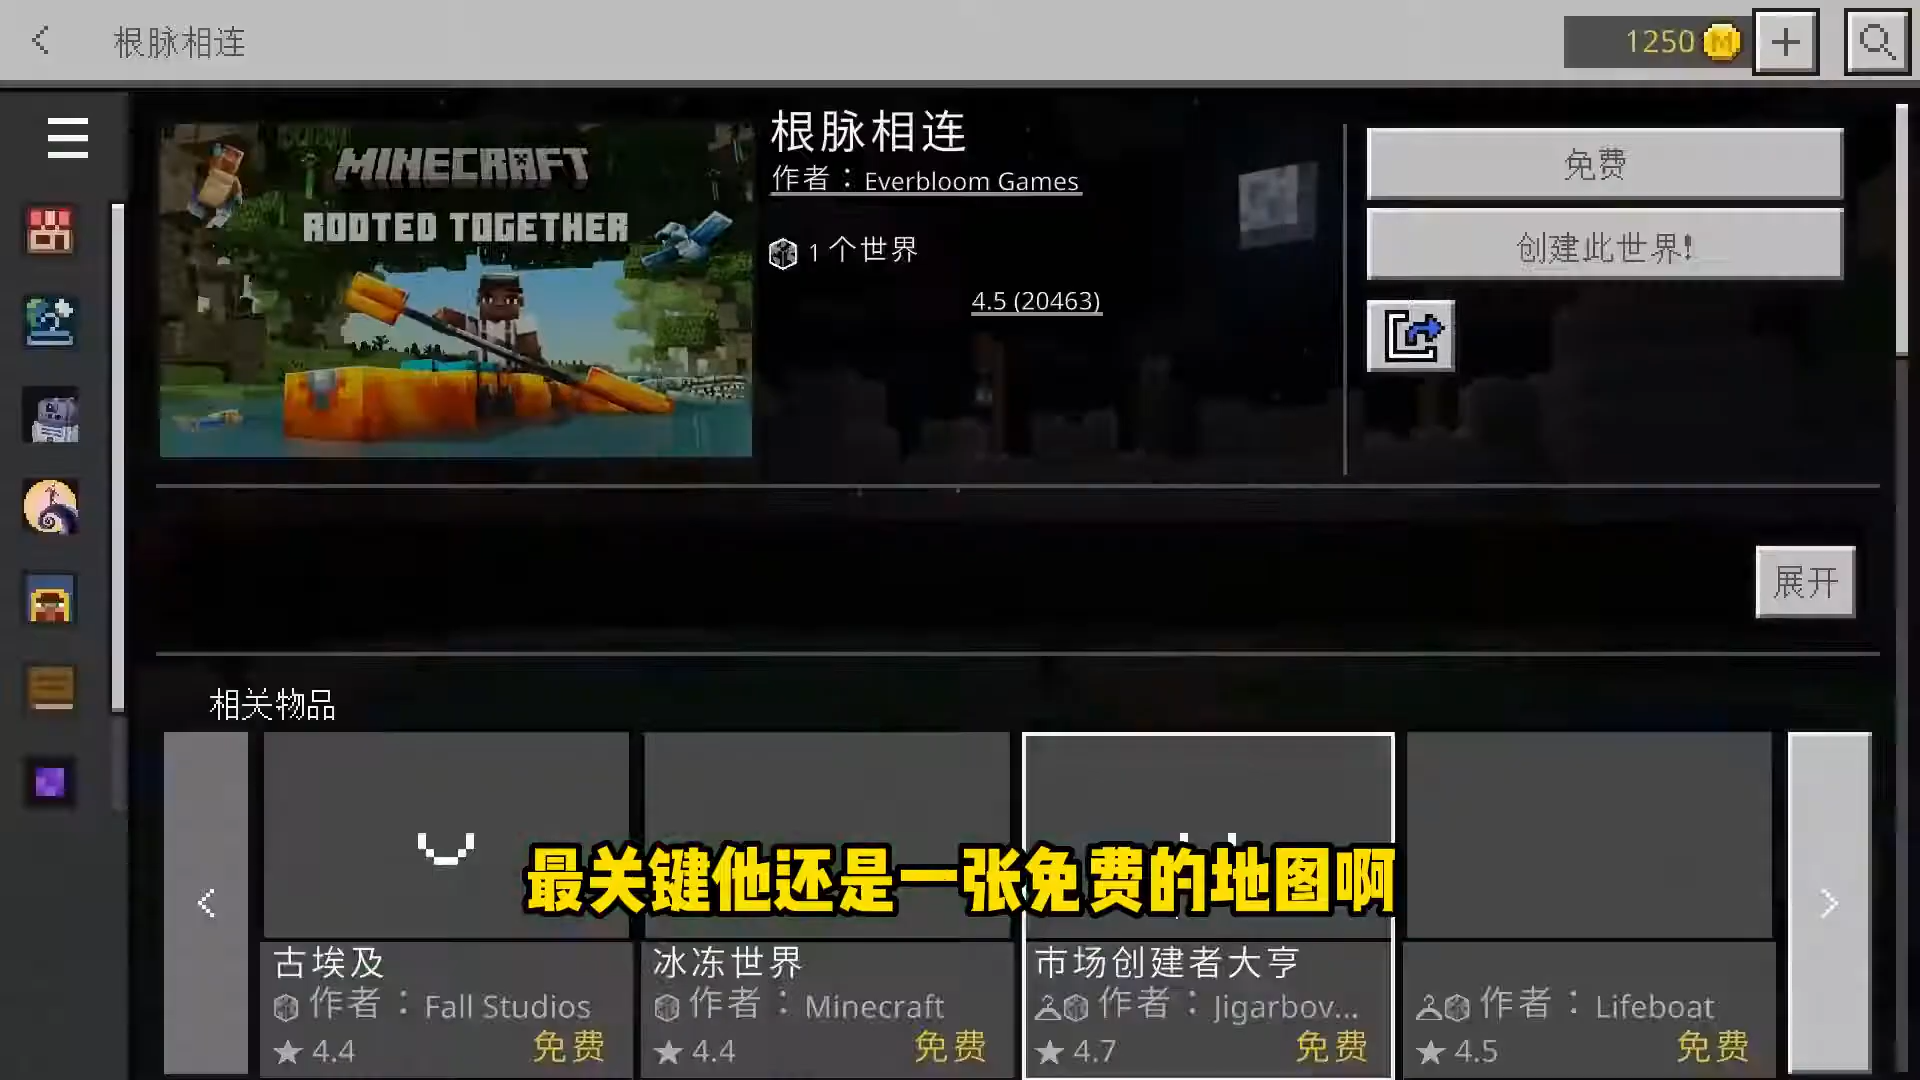 根脉相连
1250
MINECRAFT
ROOTED TOGETHER
根脉相连
作者：Everbloom Games
1 个世界
4.5 (20463)
免费
创建此世界!
展开
相关物品
最关键他还是一张免费的地图啊
古埃及
作者：Fall Studios
4.4 免费
冰冻世界
作者：Minecraft
4.4 免费
市场创建者大亨
作者：Jigarbov...
4.7 免费
作者：Lifeboat
4.5 免费